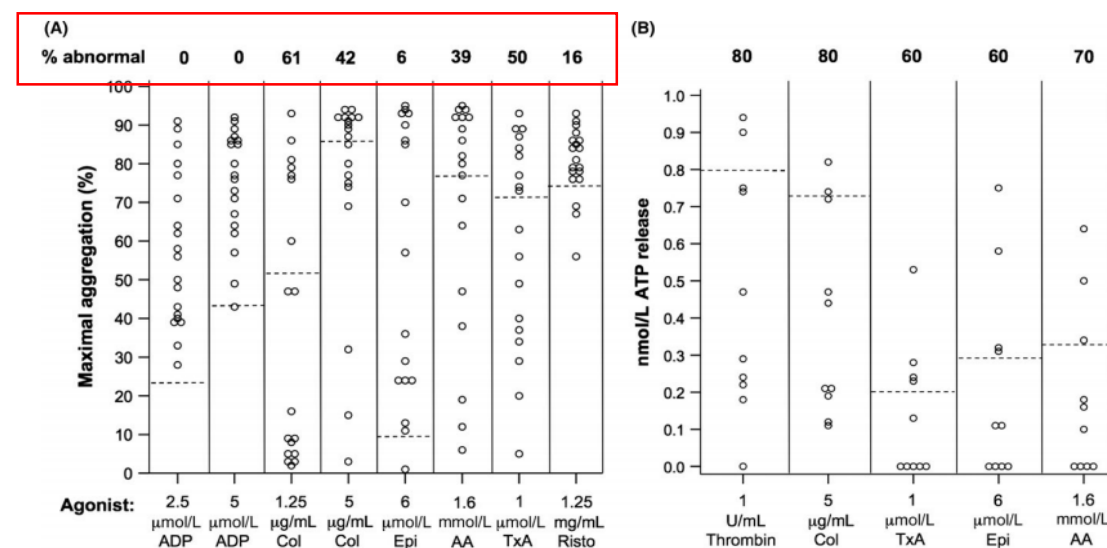 (A)
% abnormal 0 0 61 42 6 39 50 16
100
90
80
70
60
50
40
30
20
10
0
Maximal aggregation (%)
Agonist: 2.5 5 1.25 5 6 1.6 1 1.25
μmol/L μmol/L μg/mL μg/mL μmol/L mmol/L μmol/L mg/mL
ADP ADP Col Col Epi AA TxA Risto
(B)
80 80 60 60 70
1.0
0.9
0.8
0.7
0.6
0.5
0.4
0.3
0.2
0.1
0.0
nmol/L ATP release
1 5 1 6 1.6
U/mL μg/mL μmol/L μmol/L mmol/L
Thrombin Col TxA Epi AA